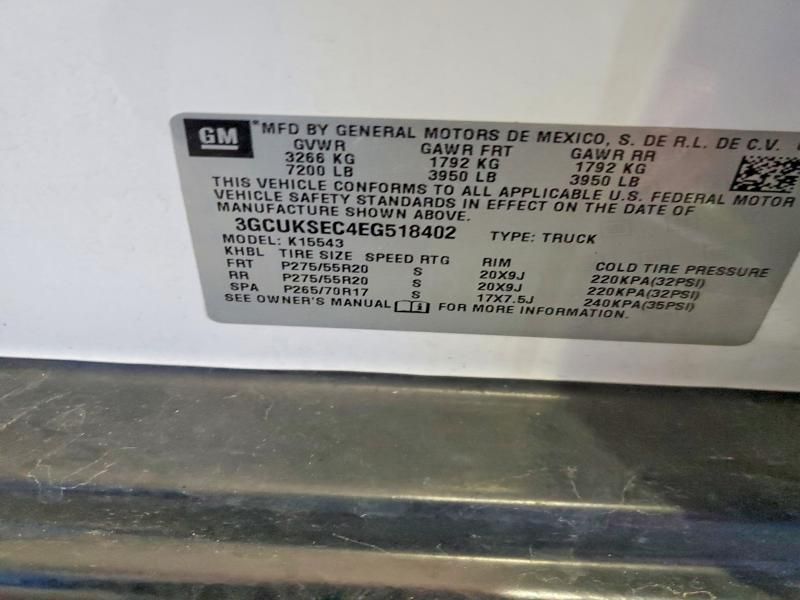 GM *MFD BY GENERAL MOTORS DE MEXICO, S. DE R.L. DE C.V.
GVWR GAWR FRT GAWR RR
3266 KG 1792 KG 1792 KG
7200 LB 3950 LB 3950 LB
THIS VEHICLE CONFORMS TO ALL APPLICABLE U.S. FEDERAL MOTOR
VEHICLE SAFETY STANDARDS IN EFFECT ON THE DATE OF
MANUFACTURE SHOWN ABOVE.
3GCUKSEC4EG518402 TYPE: TRUCK
MODEL: K15543
KHBL TIRE SIZE SPEED RTG RIM COLD TIRE PRESSURE
FRT P275/55R20 S 20X9J 220KPA(32PSI)
RR P275/55R20 S 20X9J 220KPA(32PSI)
SPA P265/70R17 S 17X7.5J 240KPA(35PSI)
SEE OWNER'S MANUAL FOR MORE INFORMATION.